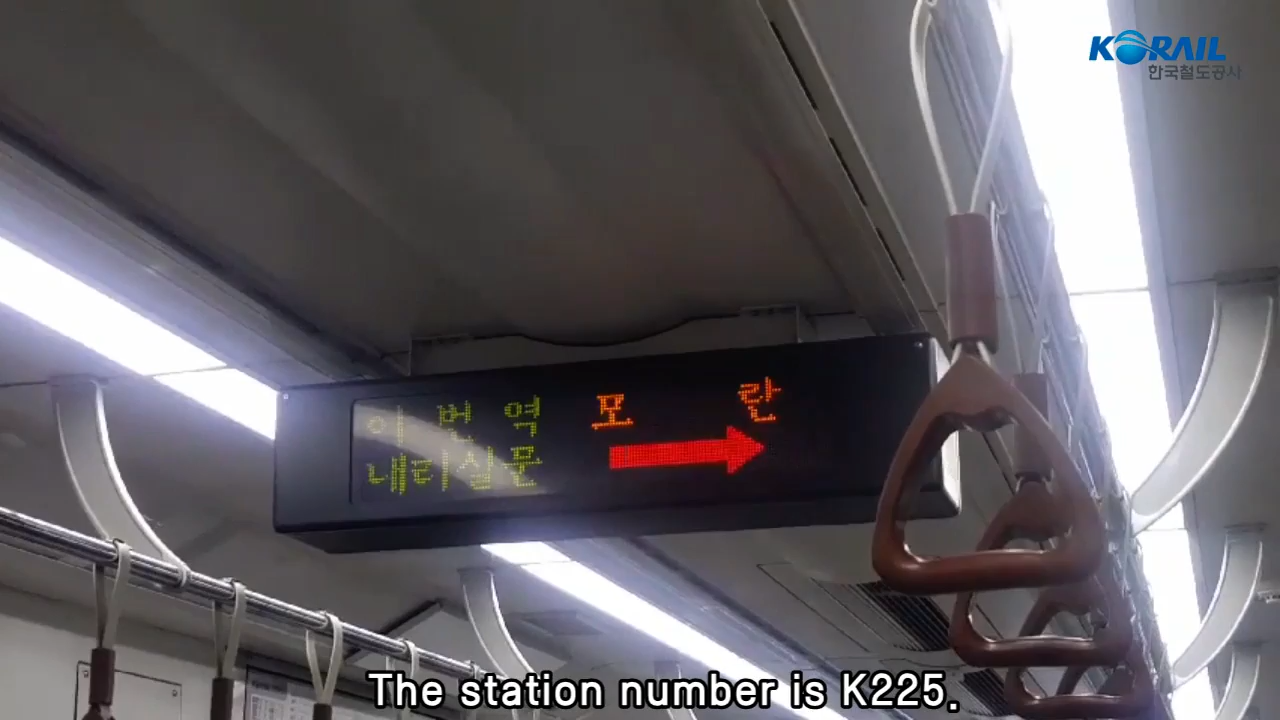 KORAIL
한국철도공사
이 번 역 모 란
내리실문
The station number is K225.